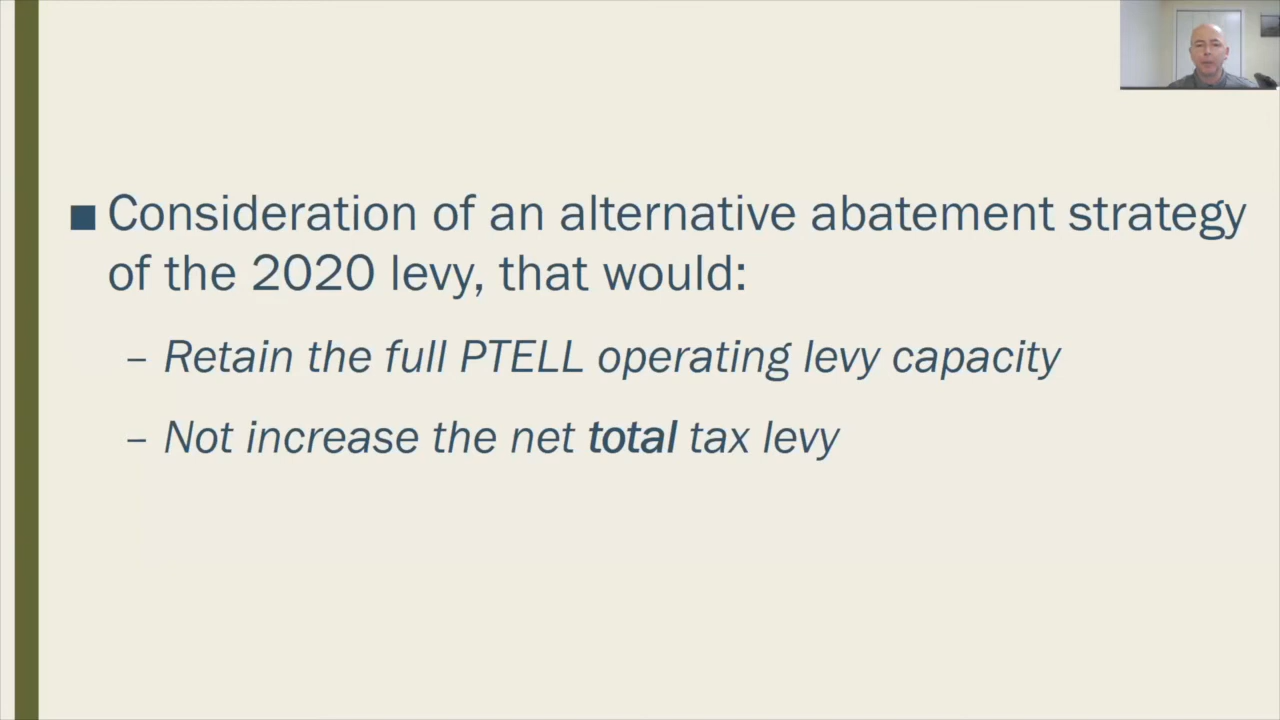 ■ Consideration of an alternative abatement strategy
of the 2020 levy, that would:
– Retain the full PTELL operating levy capacity
– Not increase the net total tax levy